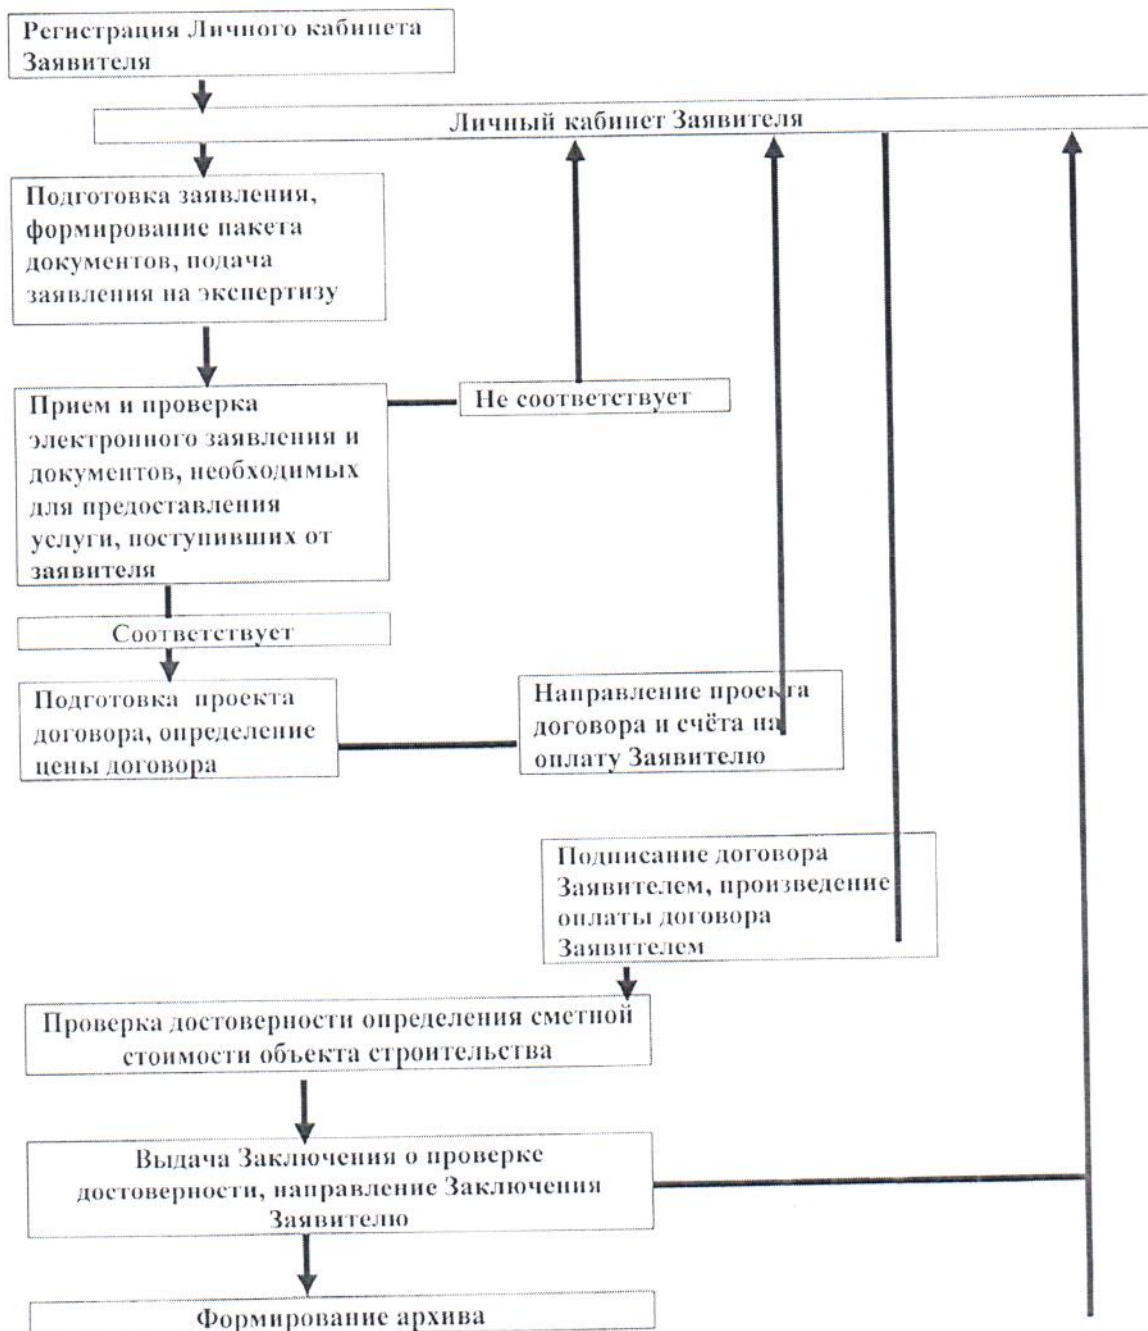 Регистрация Личного кабинета
Заявителя
Личный кабинет Заявителя
Подготовка заявления,
формирование пакета
документов, подача
заявления на экспертизу
Прием и проверка
электронного заявления и
документов, необходимых
для предоставления
услуги, поступивших от
заявителя
Не соответствует
Соответствует
Подготовка проекта
договора, определение
цены договора
Направление проекта
договора и счёта на
оплату Заявителю
Подписание договора
Заявителем, произведение
оплаты договора
Заявителем
Проверка достоверности определения сметной
стоимости объекта строительства
Выдача Заключения о проверке
достоверности, направление Заключения
Заявителю
Формирование архива